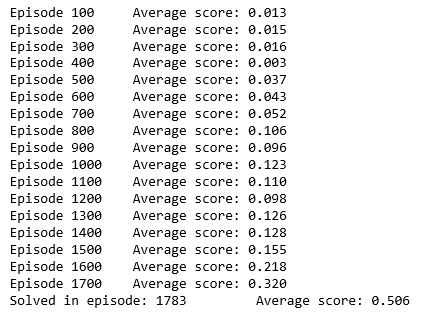 Episode 100 Average score: 0.013
Episode 200 Average score: 0.015
Episode 300 Average score: 0.016
Episode 400 Average score: 0.003
Episode 500 Average score: 0.037
Episode 600 Average score: 0.043
Episode 700 Average score: 0.052
Episode 800 Average score: 0.106
Episode 900 Average score: 0.096
Episode 1000 Average score: 0.123
Episode 1100 Average score: 0.110
Episode 1200 Average score: 0.098
Episode 1300 Average score: 0.126
Episode 1400 Average score: 0.128
Episode 1500 Average score: 0.155
Episode 1600 Average score: 0.218
Episode 1700 Average score: 0.320
Solved in episode: 1783 Average score: 0.506